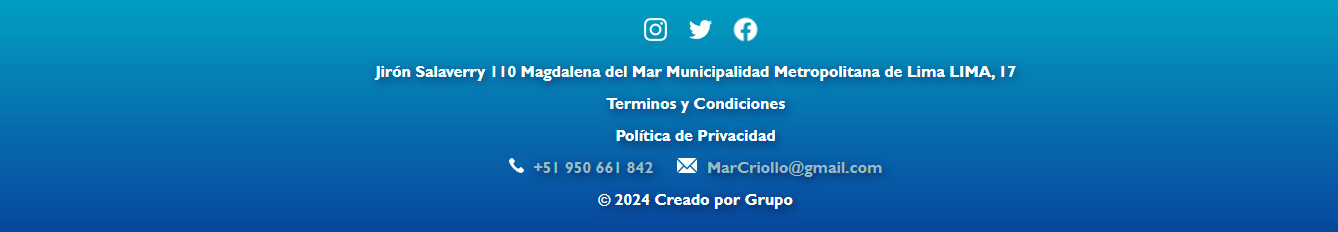 Jirón Salaverry 110 Magdalena del Mar Municipalidad Metropolitana de Lima LIMA, 17
Terminos y Condiciones
Política de Privacidad
+51 950 661 842 MarCriollo@gmail.com
© 2024 Creado por Grupo